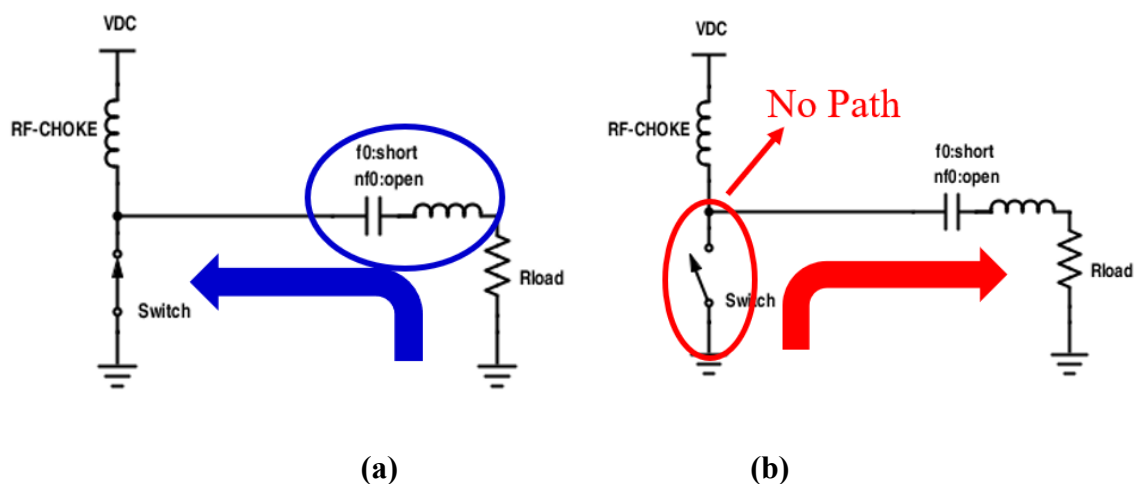 VDC
RF-CHOKE
f0:short
nf0:open
Switch
Rload
(a)
VDC
No Path
RF-CHOKE
f0:short
nf0:open
Switch
Rload
(b)